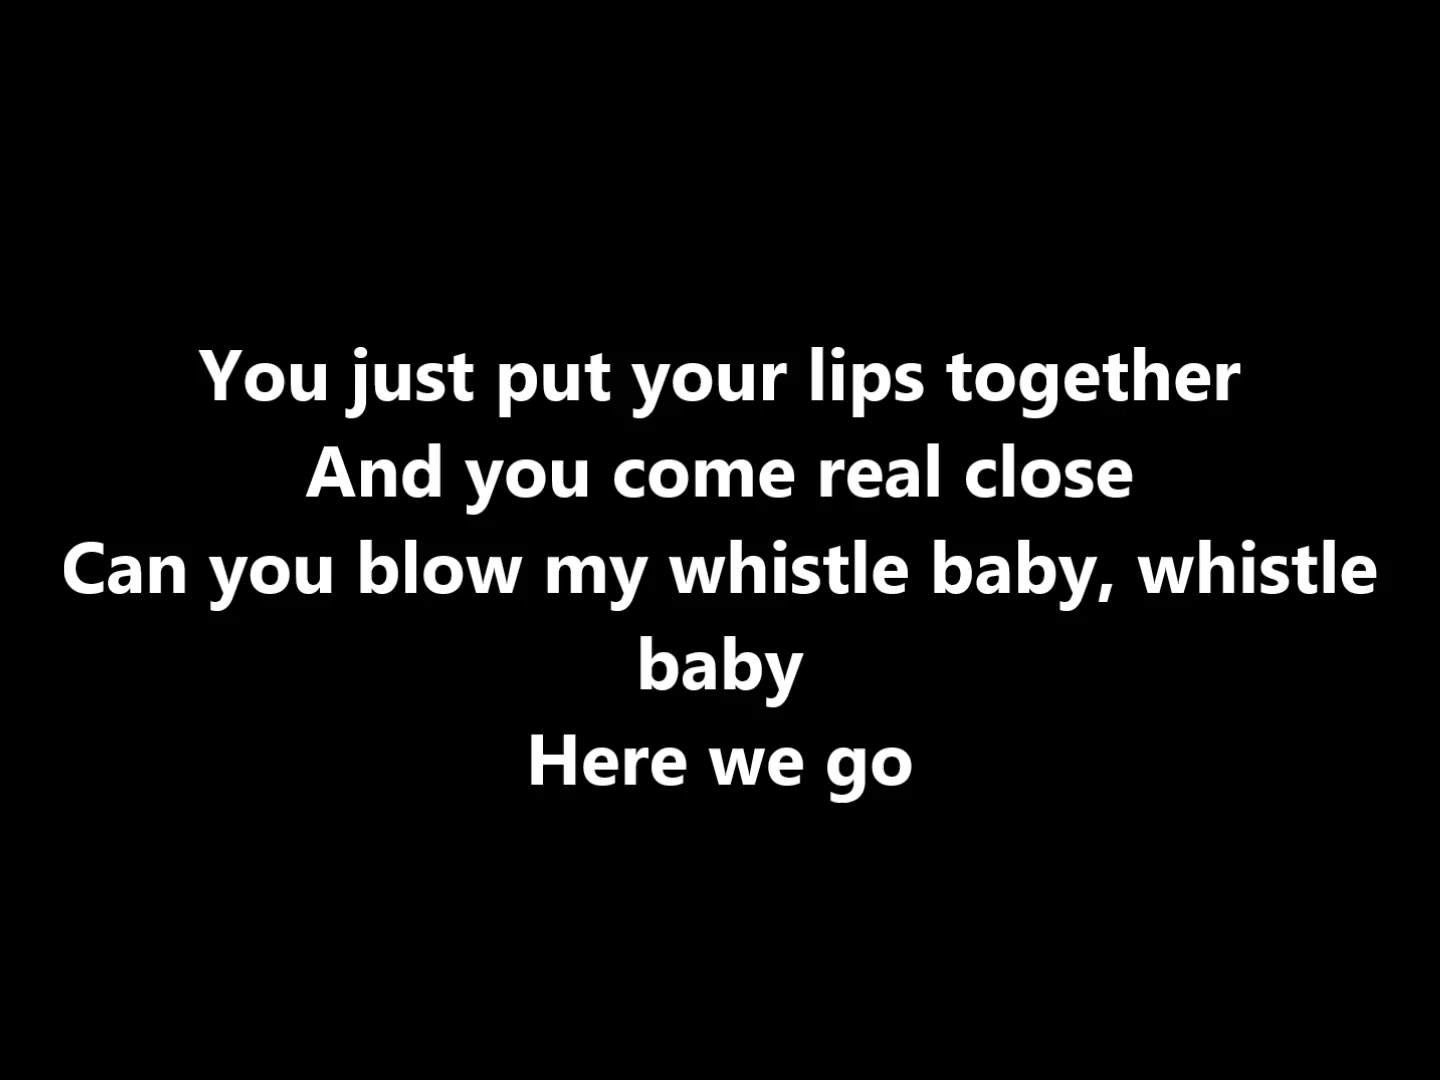 You just put your lips together
And you come real close
Can you blow my whistle baby, whistle
baby
Here we go